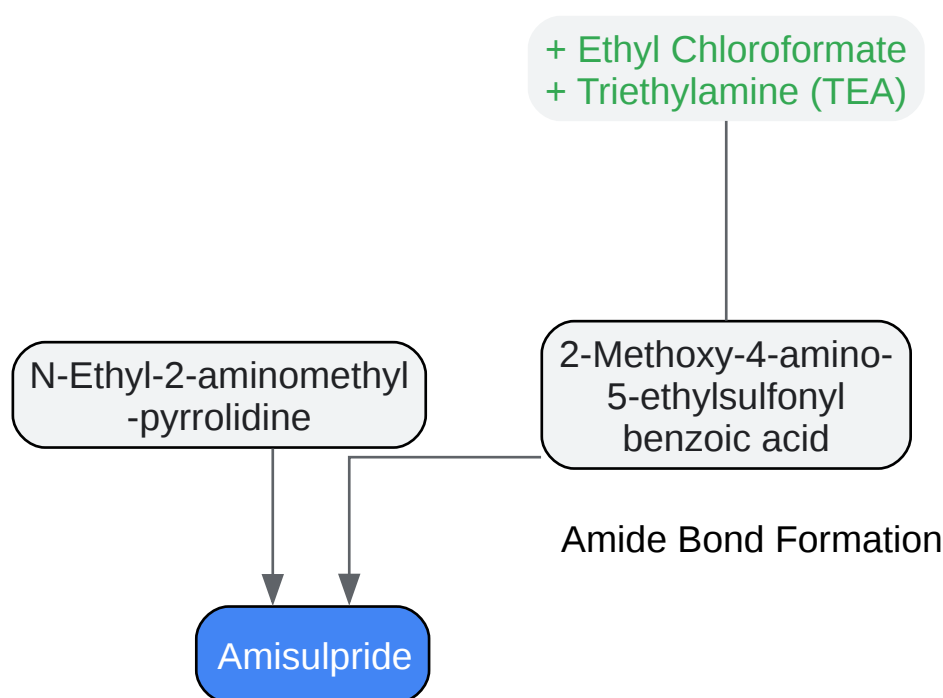 + Ethyl Chloroformate
+ Triethylamine (TEA)
N-Ethyl-2-aminomethyl
-pyrrolidine
2-Methoxy-4-amino-
5-ethylsulfonyl
benzoic acid
Amide Bond Formation
Amisulpride